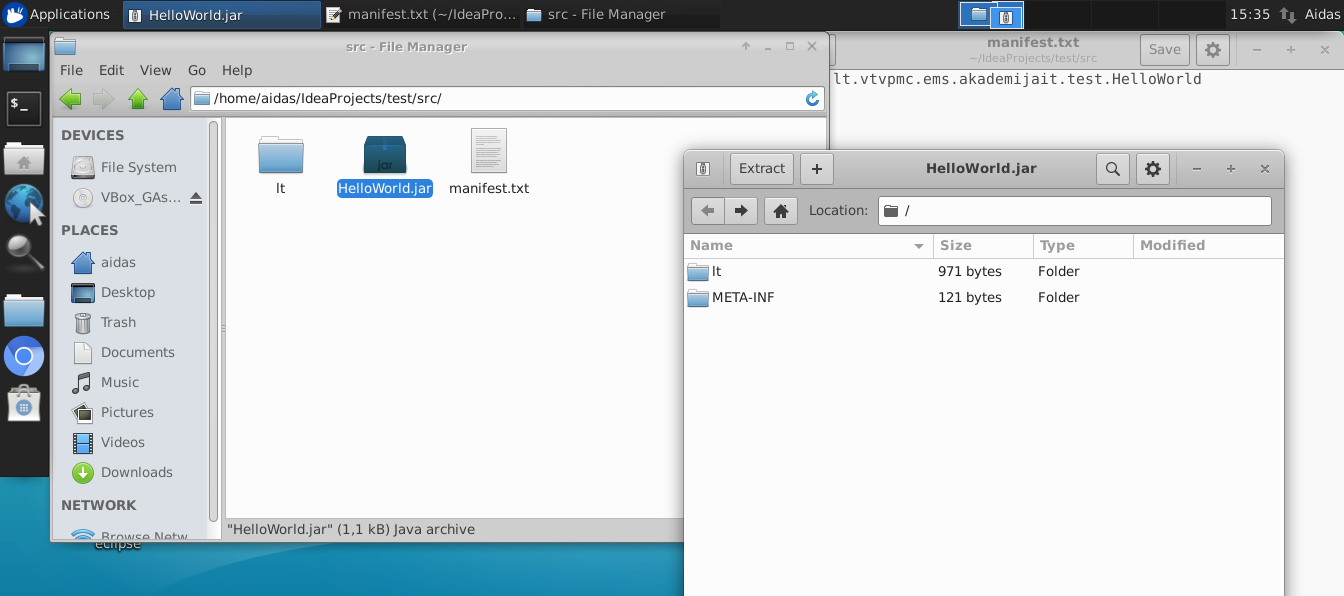 Applications
HelloWorld.jar
manifest.txt (~/IdeaPro...
src - File Manager
15:35
Aidas
src - File Manager
File Edit View Go Help
/home/aidas/IdeaProjects/test/src/
DEVICES
File System
VBox_GAs...
PLACES
aidas
Desktop
Trash
Documents
Music
Pictures
Videos
Downloads
NETWORK
Browse Netw
lt
jar
HelloWorld.jar
manifest.txt
"HelloWorld.jar" (1,1 kB) Java archive
eclipse
manifest.txt
~/IdeaProjects/test/src
Save
lt.vtvpmc.ems.akademijait.test.HelloWorld
Extract
+
HelloWorld.jar
Location: /
Name Size Type Modified
lt 971 bytes Folder
META-INF 121 bytes Folder